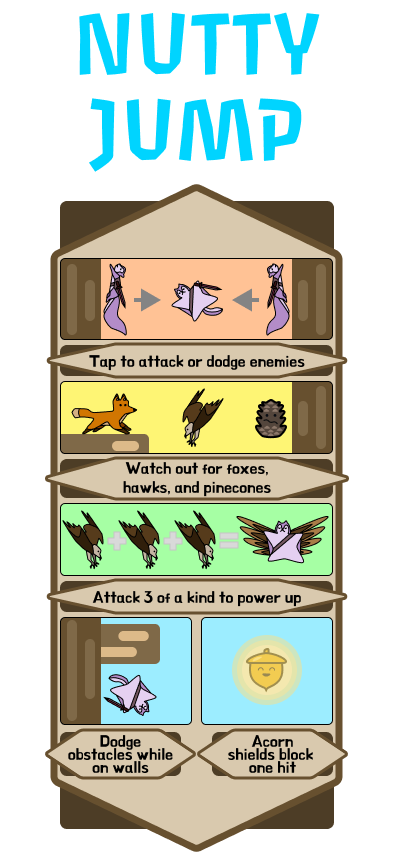 NUTTY
JUMP
Tap to attack or dodge enemies
Watch out for foxes,
hawks, and pinecones
Attack 3 of a kind to power up
Dodge
obstacles while
on walls
Acorn
shields block
one hit